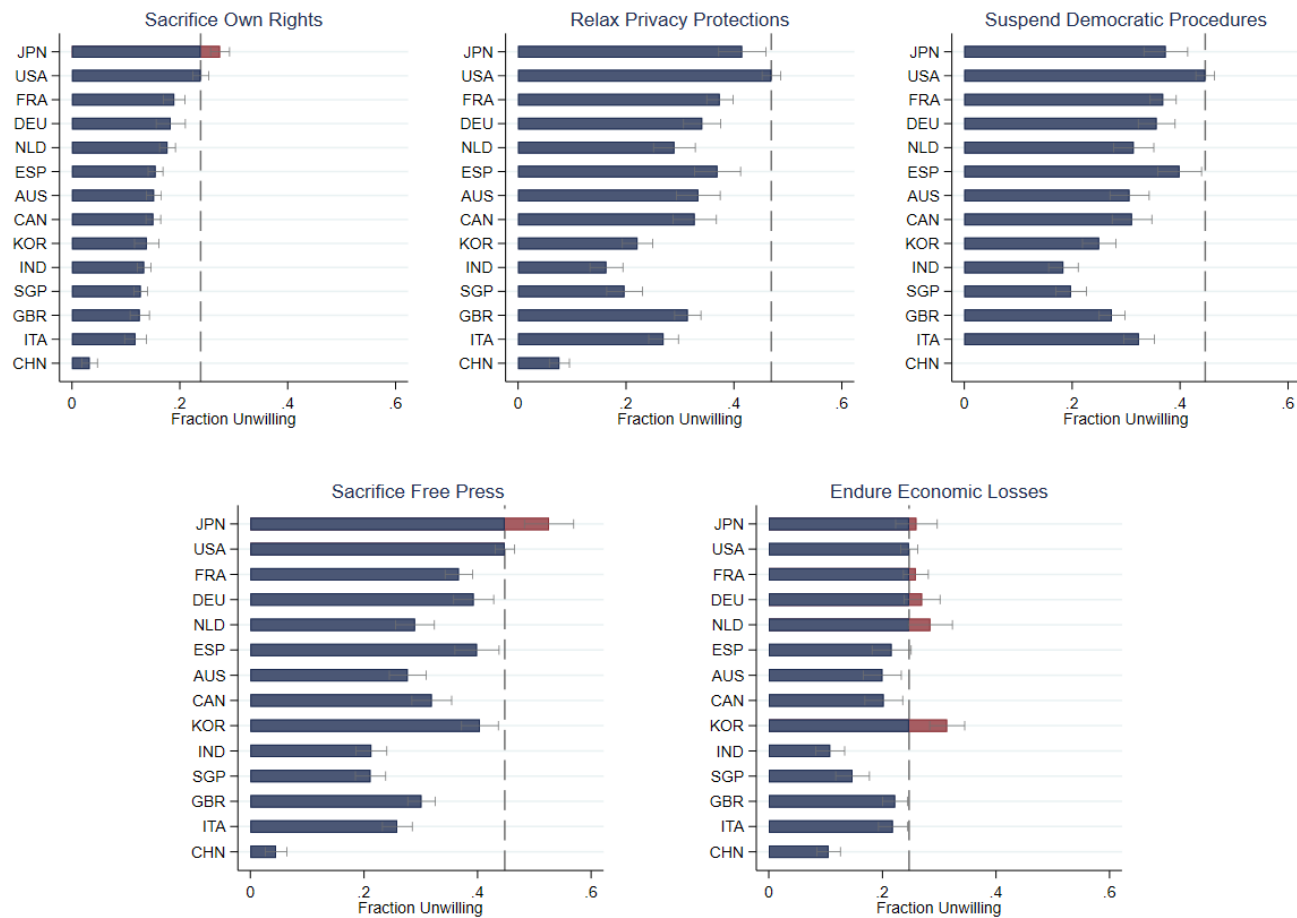 Sacrifice Own Rights
JPN
USA
FRA
DEU
NLD
ESP
AUS
CAN
KOR
IND
SGP
GBR
ITA
CHN
0 .2 .4 .6
Fraction Unwilling
Relax Privacy Protections
JPN
USA
FRA
DEU
NLD
ESP
AUS
CAN
KOR
IND
SGP
GBR
ITA
CHN
0 .2 .4 .6
Fraction Unwilling
Suspend Democratic Procedures
JPN
USA
FRA
DEU
NLD
ESP
AUS
CAN
KOR
IND
SGP
GBR
ITA
CHN
0 .2 .4 .6
Fraction Unwilling
Sacrifice Free Press
JPN
USA
FRA
DEU
NLD
ESP
AUS
CAN
KOR
IND
SGP
GBR
ITA
CHN
0 .2 .4 .6
Fraction Unwilling
Endure Economic Losses
JPN
USA
FRA
DEU
NLD
ESP
AUS
CAN
KOR
IND
SGP
GBR
ITA
CHN
0 .2 .4 .6
Fraction Unwilling